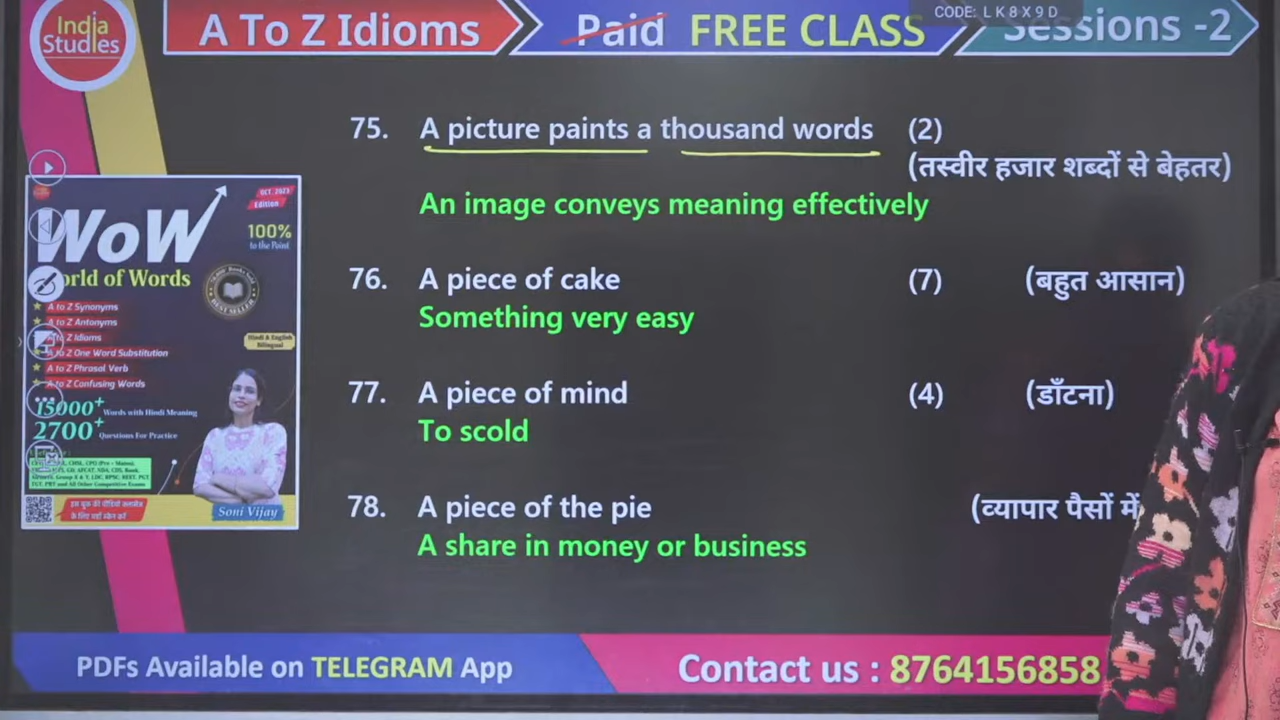 India
Studies
A To Z Idioms
Paid FREE CLASS
CODE: LK8X9D
Sessions -2
75. A picture paints a thousand words (2)
(तस्वीर हजार शब्दों से बेहतर)
An image conveys meaning effectively
76. A piece of cake (7) (बहुत आसान)
Something very easy
77. A piece of mind (4) (डाँटना)
To scold
78. A piece of the pie (व्यापार पैसों में
A share in money or business
OCT. 2023
Edition
WoW
100%
to the Point
World of Words
BEST SELLER
A to Z Synonyms
A to Z Antonyms
A to Z Idioms
A to Z One Word Substitution
A to Z Phrasal Verb
A to Z Confusing Words
Hindi & English
Bilingual
15000+ Words with Hindi Meaning
2700+ Questions For Practice
Soni Vijay
PDFs Available on TELEGRAM App
Contact us : 8764156858